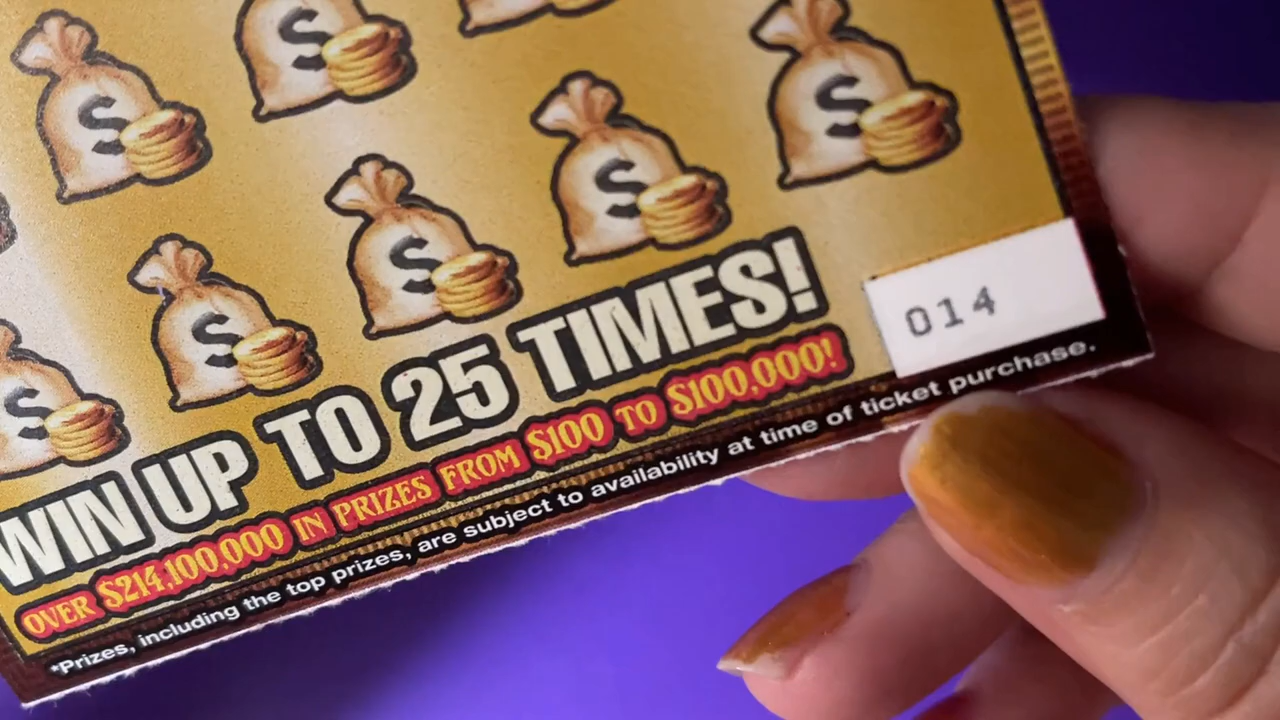 WIN UP TO 25 TIMES!
OVER $214,100,000 IN PRIZES FROM $100 TO $100,000!
*Prizes, including the top prizes, are subject to availability at time of ticket purchase.
014
$
$
$
$
$
$
$